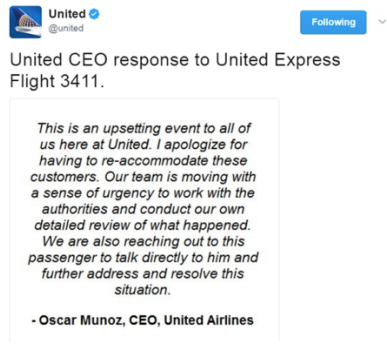 United
@united
Following
United CEO response to United Express
Flight 3411.
This is an upsetting event to all of
us here at United. I apologize for
having to re-accommodate these
customers. Our team is moving with
a sense of urgency to work with the
authorities and conduct our own
detailed review of what happened.
We are also reaching out to this
passenger to talk directly to him and
further address and resolve this
situation.
- Oscar Munoz, CEO, United Airlines